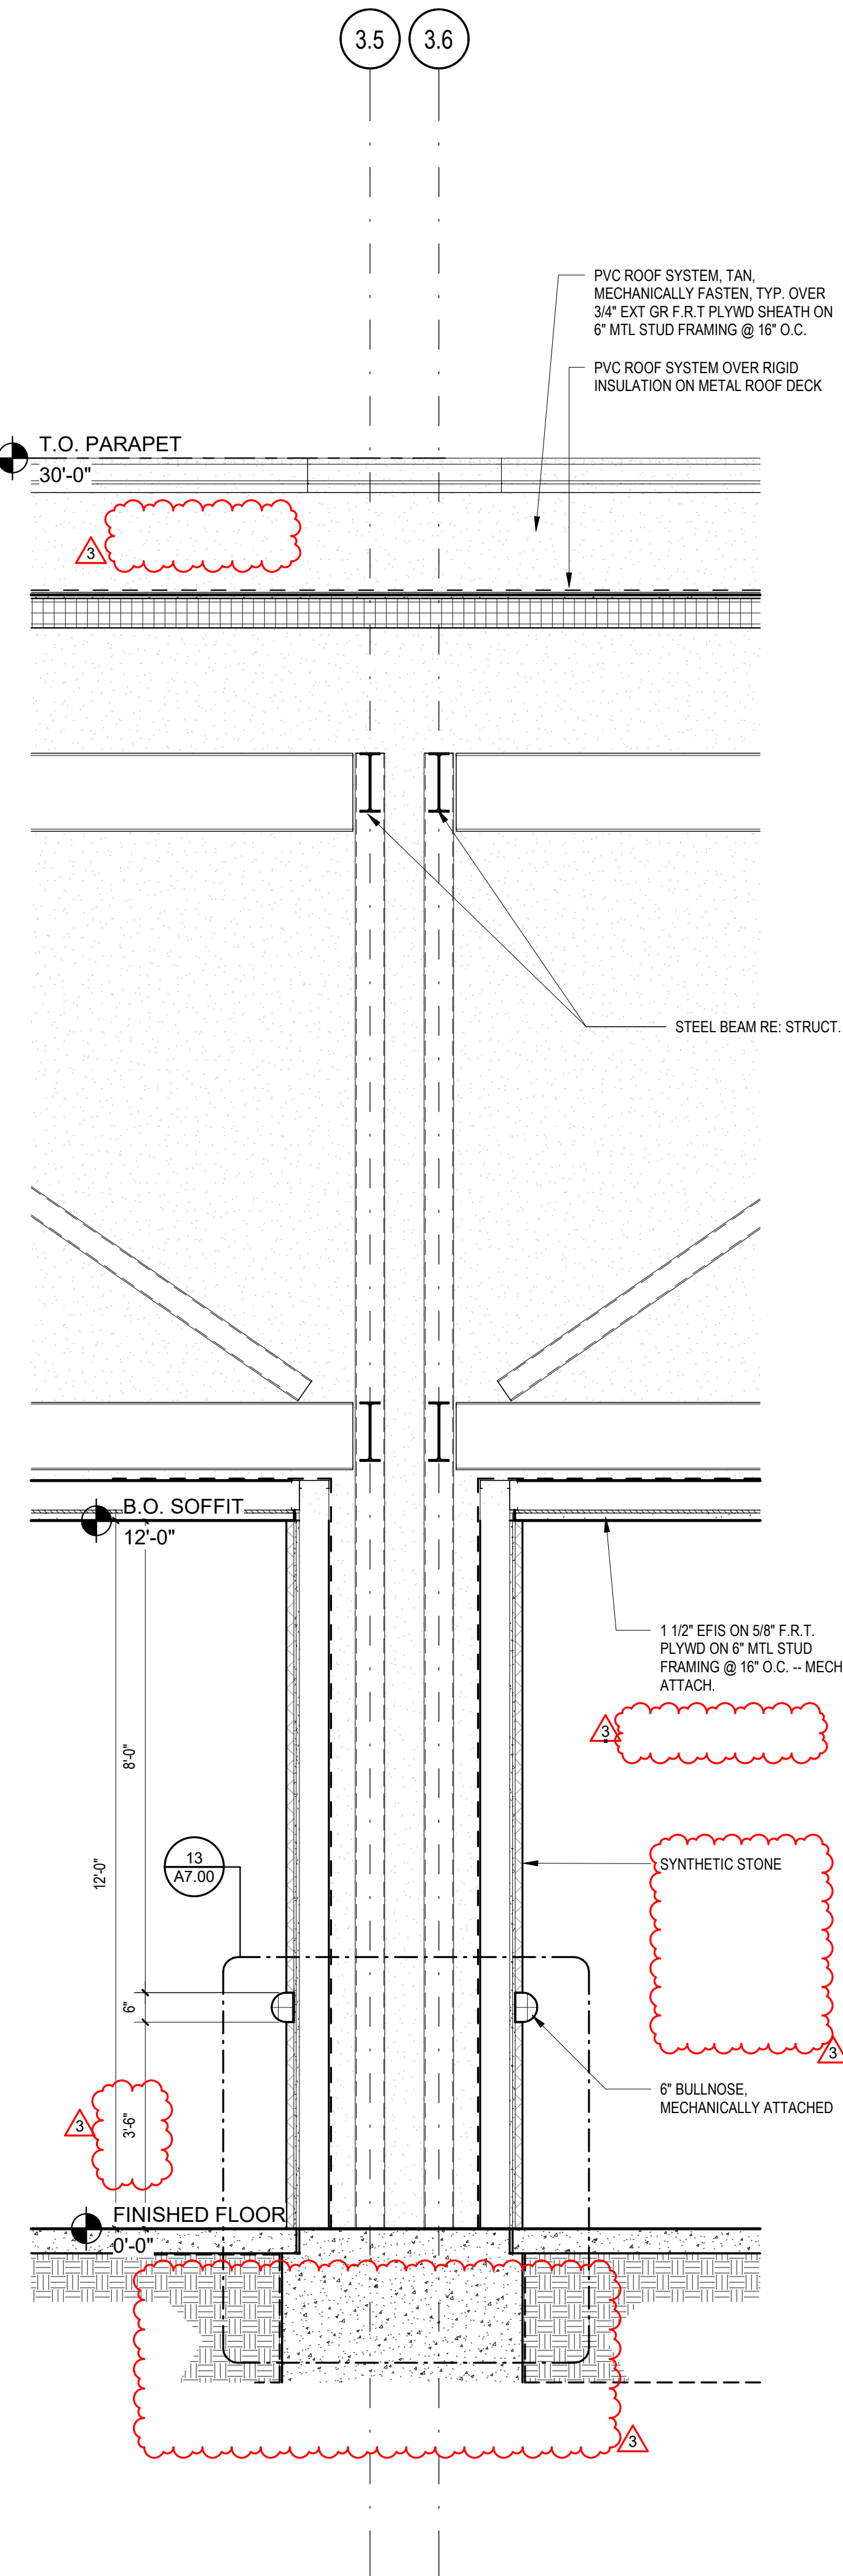 3.5
3.6
PVC ROOF SYSTEM, TAN,
MECHANICALLY FASTEN, TYP. OVER
3/4" EXT GR F.R.T PLYWD SHEATH ON
6" MTL STUD FRAMING @ 16" O.C.
PVC ROOF SYSTEM OVER RIGID
INSULATION ON METAL ROOF DECK
T.O. PARAPET
30'-0"
3
STEEL BEAM RE: STRUCT.
B.O. SOFFIT
12'-0"
1 1/2" EFIS ON 5/8" F.R.T.
PLYWD ON 6" MTL STUD
FRAMING @ 16" O.C. -- MECH
ATTACH.
3
8'-0"
12'-0"
13
A7.00
SYNTHETIC STONE
6"
3
6" BULLNOSE,
MECHANICALLY ATTACHED
3
3'-6"
FINISHED FLOOR
0'-0"
3